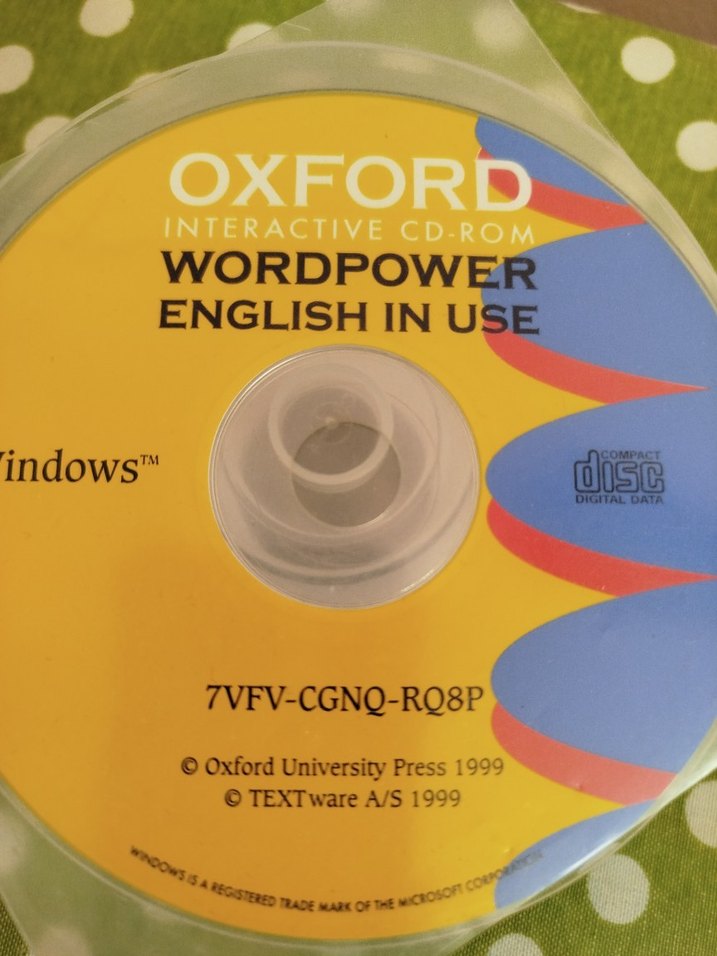 OXFORD
INTERACTIVE CD-ROM
WORDPOWER
ENGLISH IN USE
indows™
COMPACT
disc
DIGITAL DATA
7VFV-CGNQ-RQ8P
© Oxford University Press 1999
© TEXTware A/S 1999
WINDOWS IS A REGISTERED TRADE MARK OF THE MICROSOFT CORPORATION